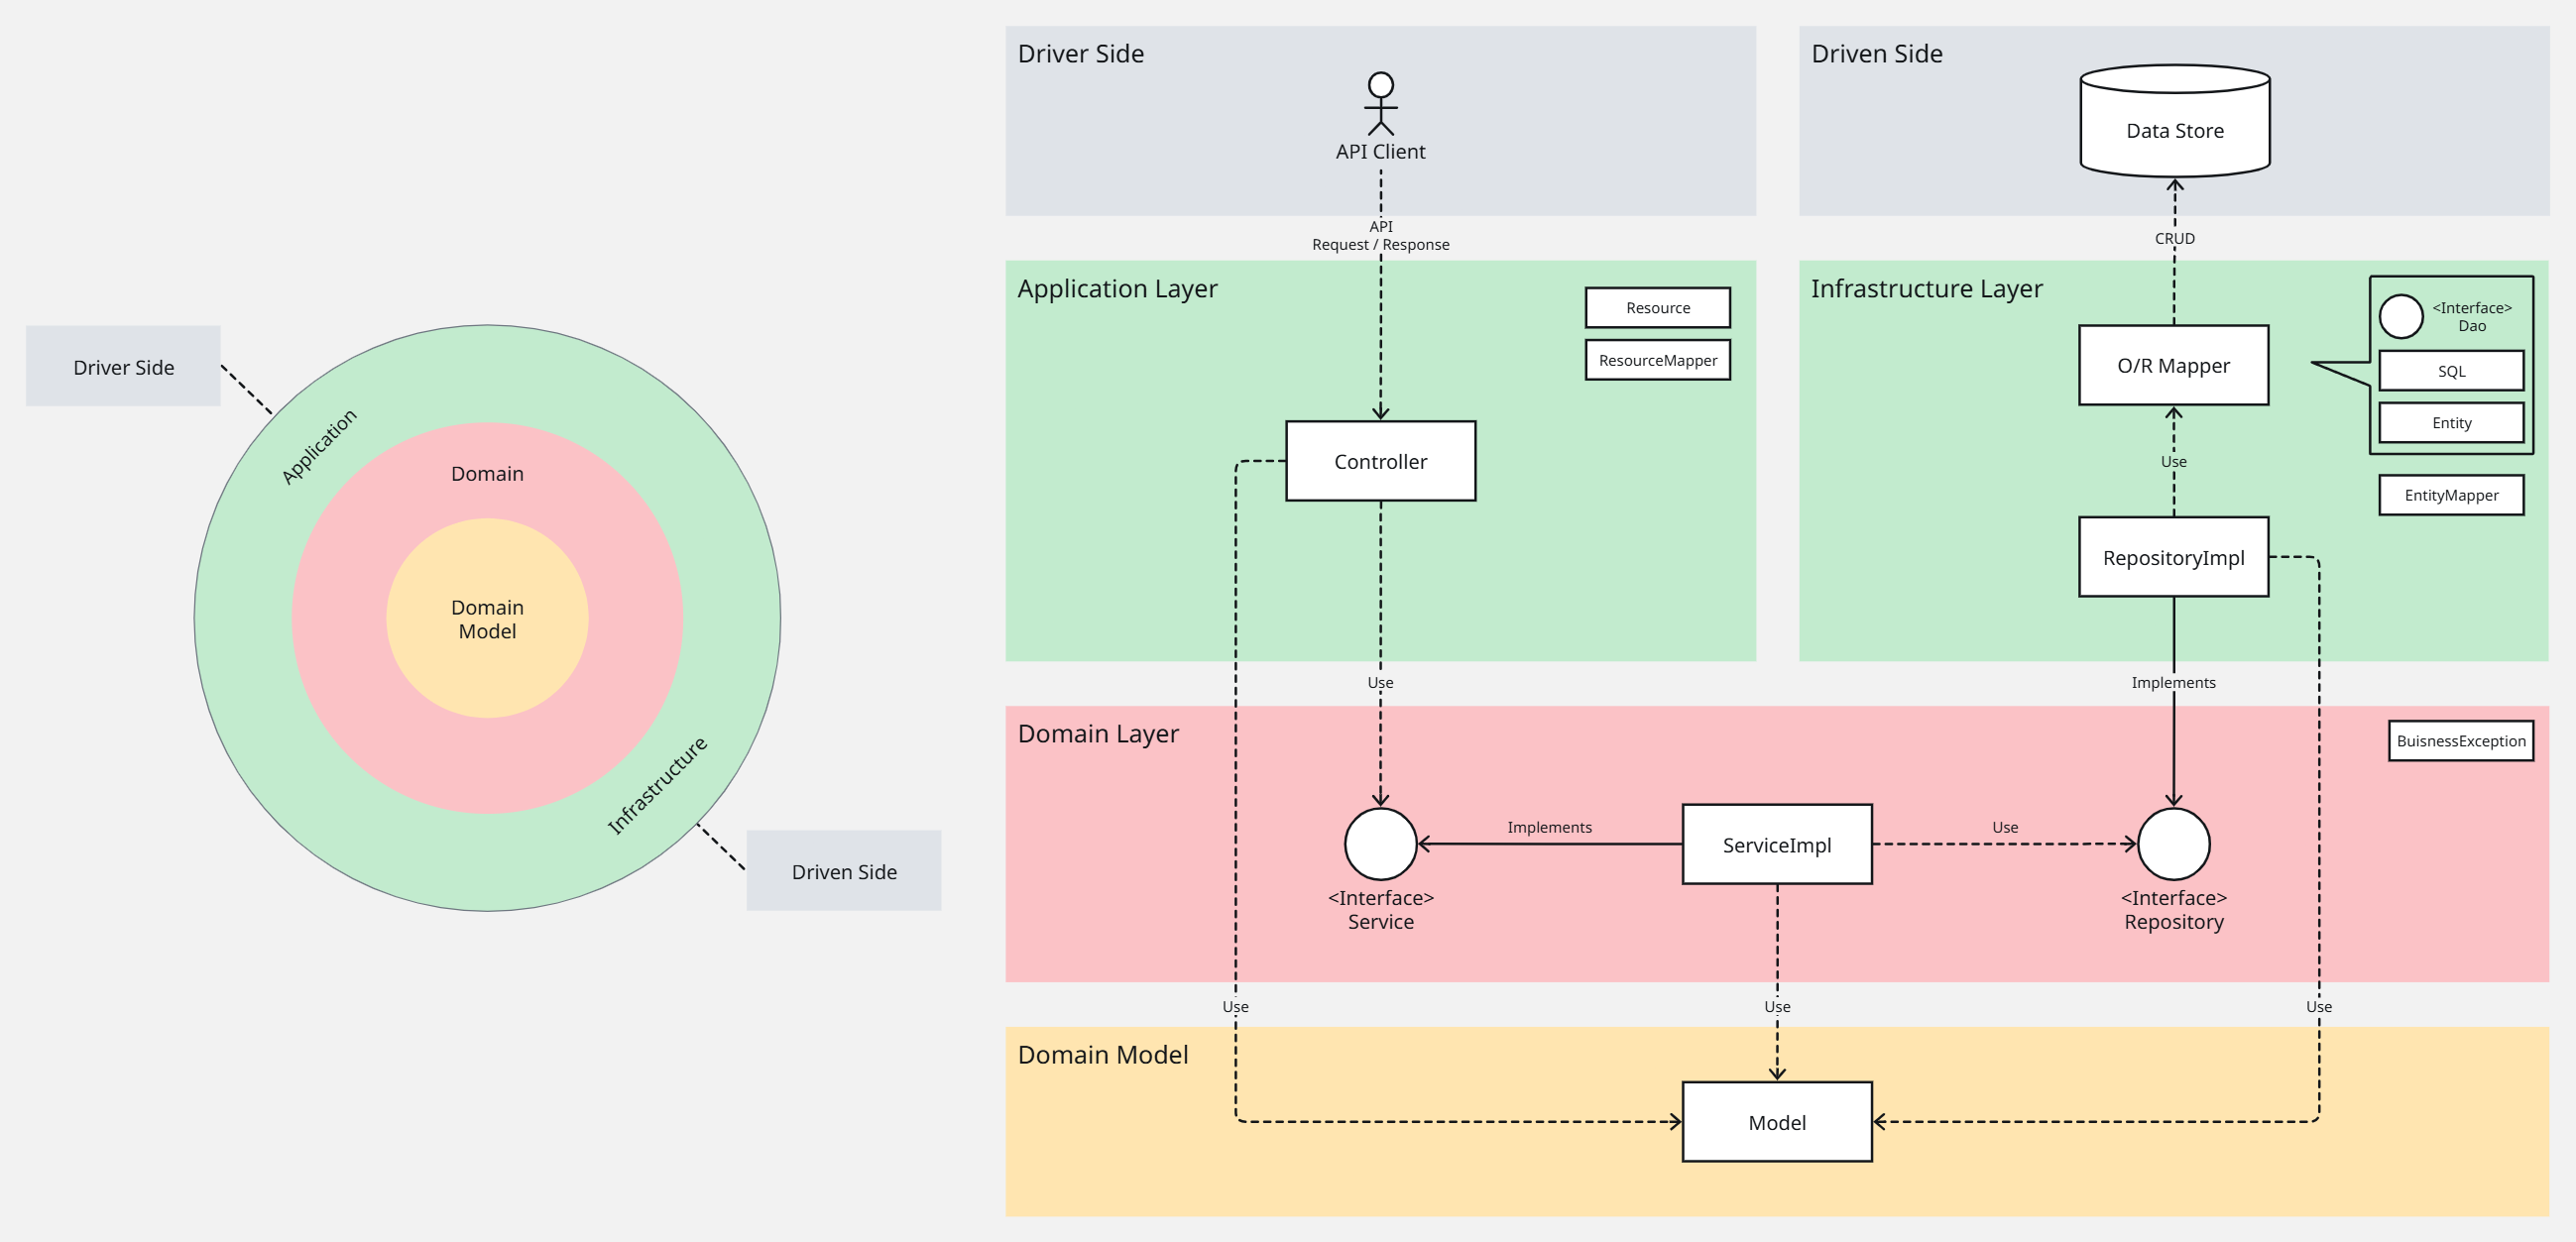 Driver Side
Application
Domain
Domain
Model
Infrastructure
Driven Side
Driver Side
API Client
API
Request / Response
Application Layer
Resource
ResourceMapper
Controller
Use
Driven Side
Data Store
CRUD
Infrastructure Layer
O/R Mapper
<Interface>
Dao
SQL
Entity
EntityMapper
Use
RepositoryImpl
Implements
Domain Layer
BuisnessException
Implements
ServiceImpl
Use
<Interface>
Service
<Interface>
Repository
Use
Use
Use
Domain Model
Model